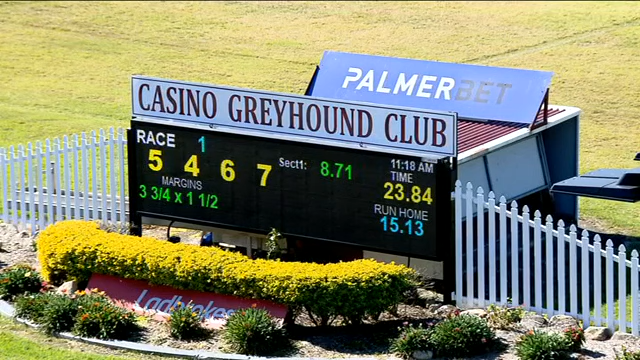 PALMERBET
CASINO GREYHOUND CLUB
RACE 1
5 4 6 7
Sect1: 8.71
MARGINS
3 3/4 x 1 1/2
11:18 AM
TIME
23.84
RUN HOME
15.13
Ladbrokes